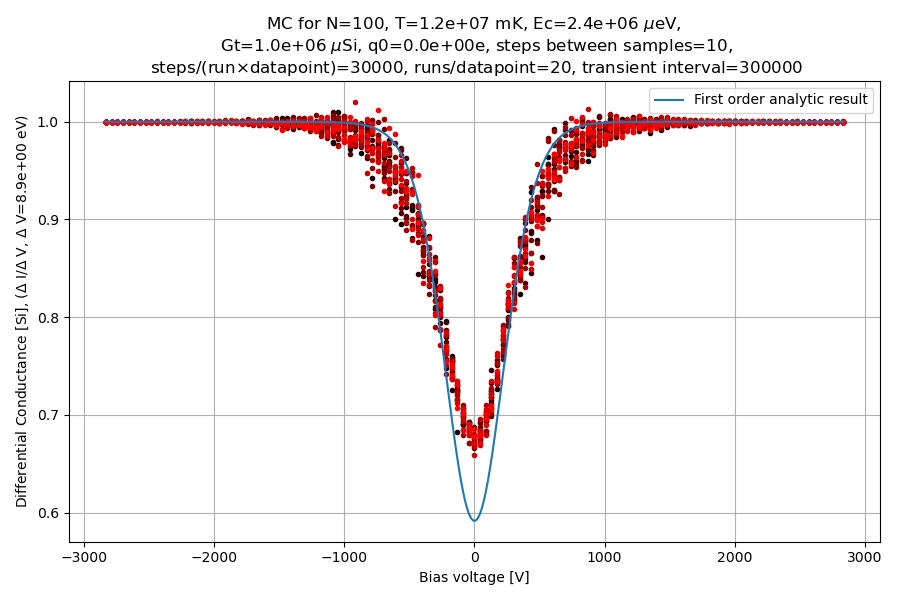 MC for N=100, T=1.2e+07 mK, Ec=2.4e+06 μeV,
Gt=1.0e+06 μSi, q0=0.0e+00e, steps between samples=10,
steps/(run×datapoint)=30000, runs/datapoint=20, transient interval=300000
First order analytic result
Differential Conductance [Si], (Δ I/Δ V, Δ V=8.9e+00 eV)
1.0
0.9
0.8
0.7
0.6
−3000
−2000
−1000
0
1000
2000
3000
Bias voltage [V]